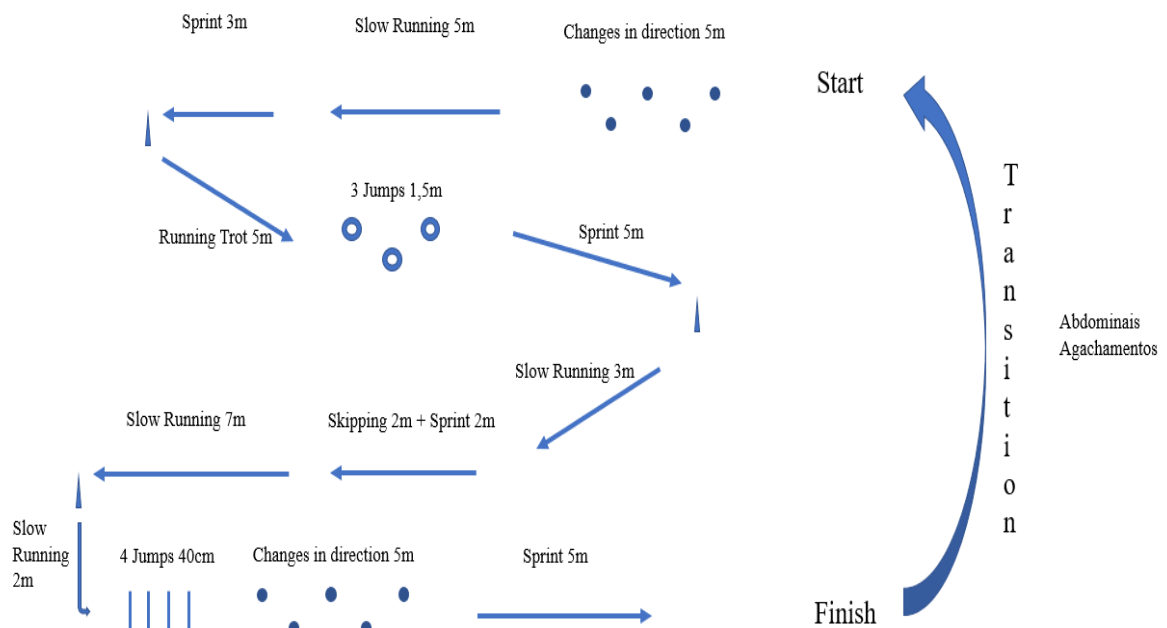 Sprint 3m
Slow Running 5m
Changes in direction 5m
Start
3 Jumps 1,5m
Running Trot 5m
Sprint 5m
Transition
Abdominais
Agachamentos
Slow Running 3m
Slow Running 7m
Skipping 2m + Sprint 2m
Slow
Running
2m
4 Jumps 40cm
Changes in direction 5m
Sprint 5m
Finish